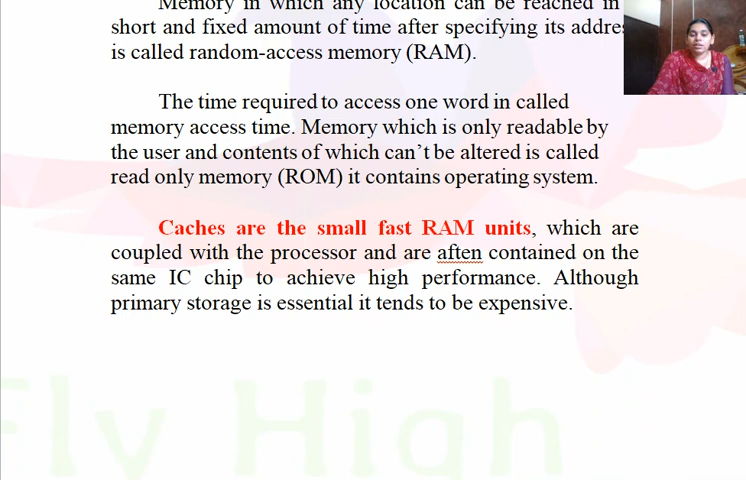 Memory in which any location can be reached in
short and fixed amount of time after specifying its addres
is called random-access memory (RAM).
The time required to access one word in called
memory access time. Memory which is only readable by
the user and contents of which can’t be altered is called
read only memory (ROM) it contains operating system.
Caches are the small fast RAM units, which are
coupled with the processor and are aften contained on the
same IC chip to achieve high performance. Although
primary storage is essential it tends to be expensive.
Fly High